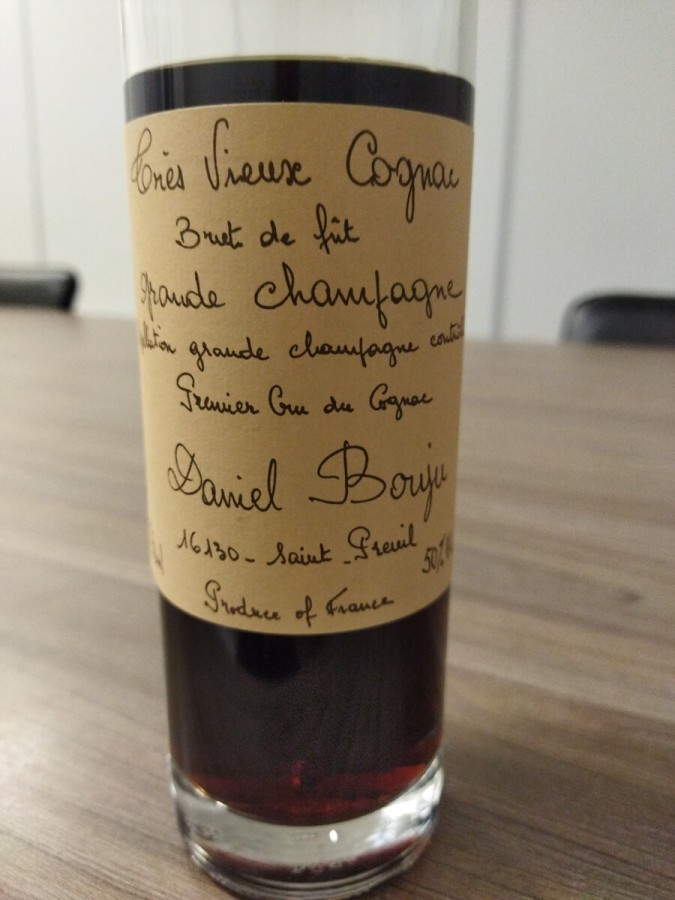 Très Vieux Cognac
Brut de fût
grande champagne
grande champagne
Premier Cru du Cognac
Daniel Bouju
16130 - Saint - Preuil
50%
Produce of France